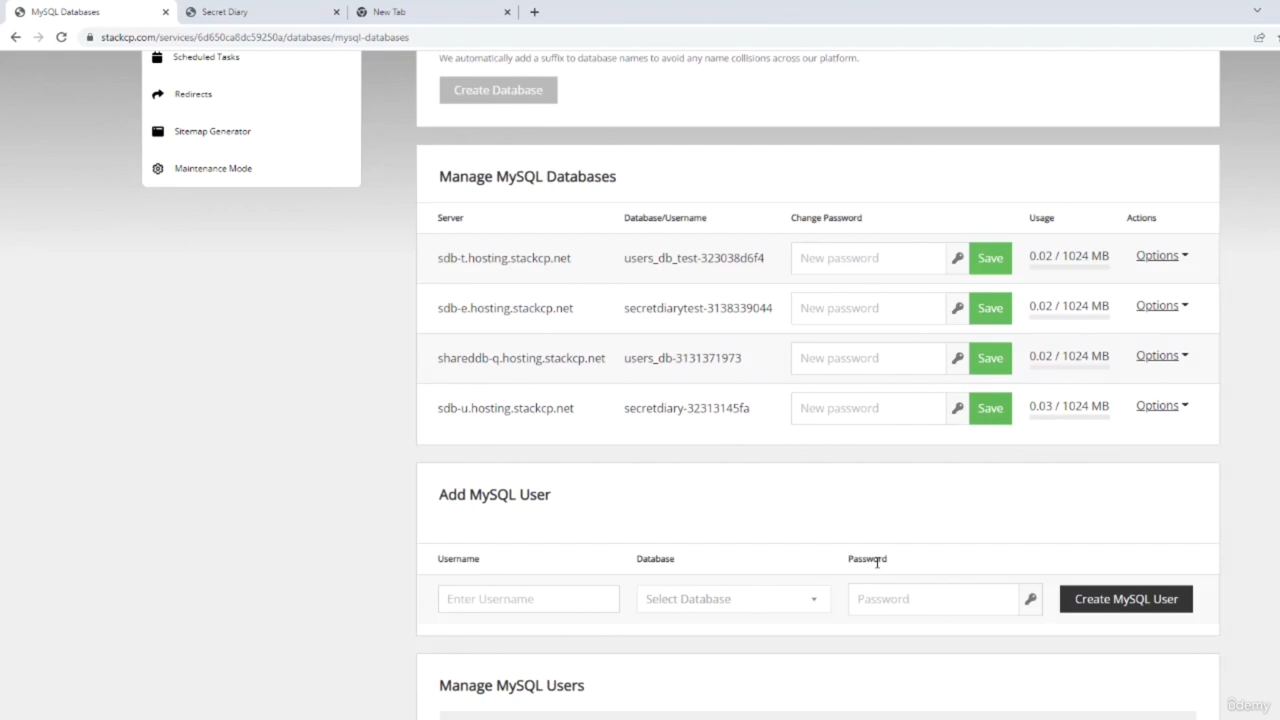 MySQL Databases
Secret Diary
New Tab
stackcp.com/services/6d650ca8dc59250a/databases/mysql-databases
Scheduled Tasks
Redirects
Sitemap Generator
Maintenance Mode
We automatically add a suffix to database names to avoid any name collisions across our platform.
Create Database
Manage MySQL Databases
Server Database/Username Change Password Usage Actions
sdb-t.hosting.stackcp.net users_db_test-323038d6f4 New password Save 0.02 / 1024 MB Options
sdb-e.hosting.stackcp.net secretdiarytest-3138339044 New password Save 0.02 / 1024 MB Options
shareddb-q.hosting.stackcp.net users_db-3131371973 New password Save 0.02 / 1024 MB Options
sdb-u.hosting.stackcp.net secretdiary-32313145fa New password Save 0.03 / 1024 MB Options
Add MySQL User
Username Database Password
Enter Username Select Database Password Create MySQL User
Manage MySQL Users
ûdemy